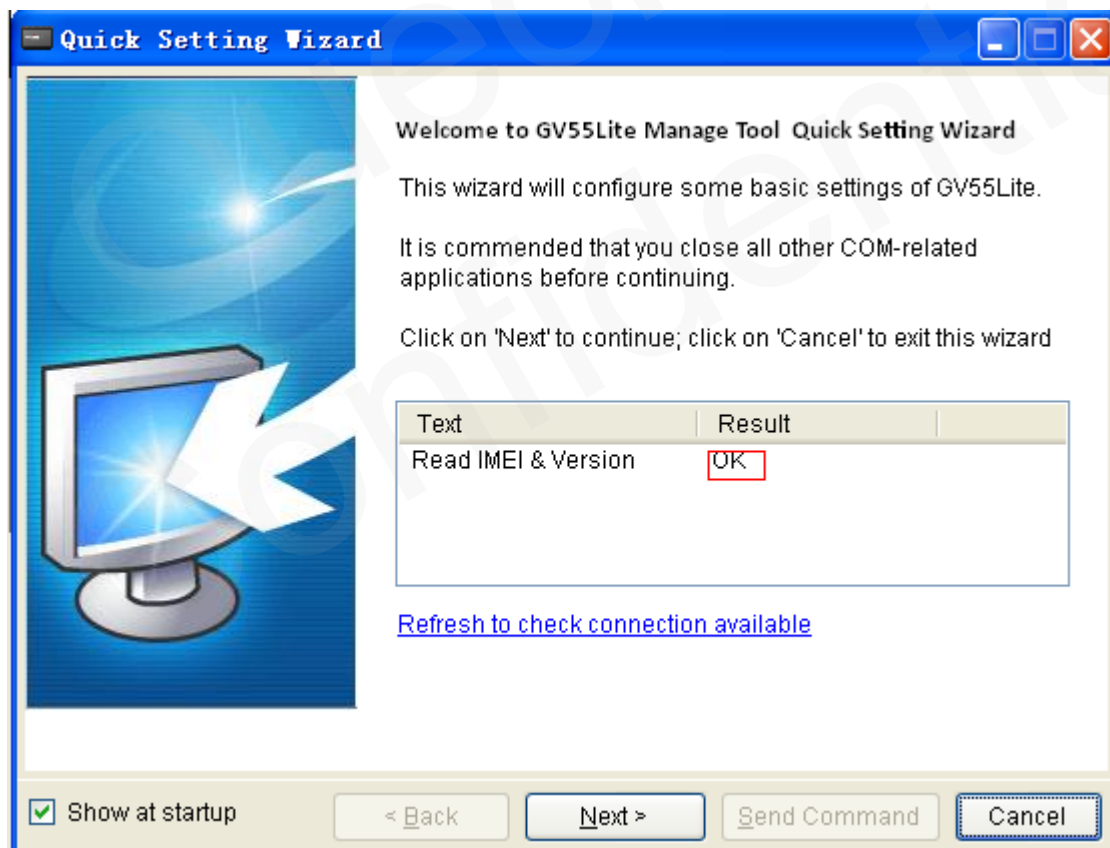 Quick Setting Wizard
Welcome to GV55Lite Manage Tool Quick Setting Wizard
This wizard will configure some basic settings of GV55Lite.
It is commended that you close all other COM-related
applications before continuing.
Click on 'Next' to continue; click on 'Cancel' to exit this wizard
Text Result
Read IMEI & Version OK
Refresh to check connection available
Show at startup < Back Next > Send Command Cancel